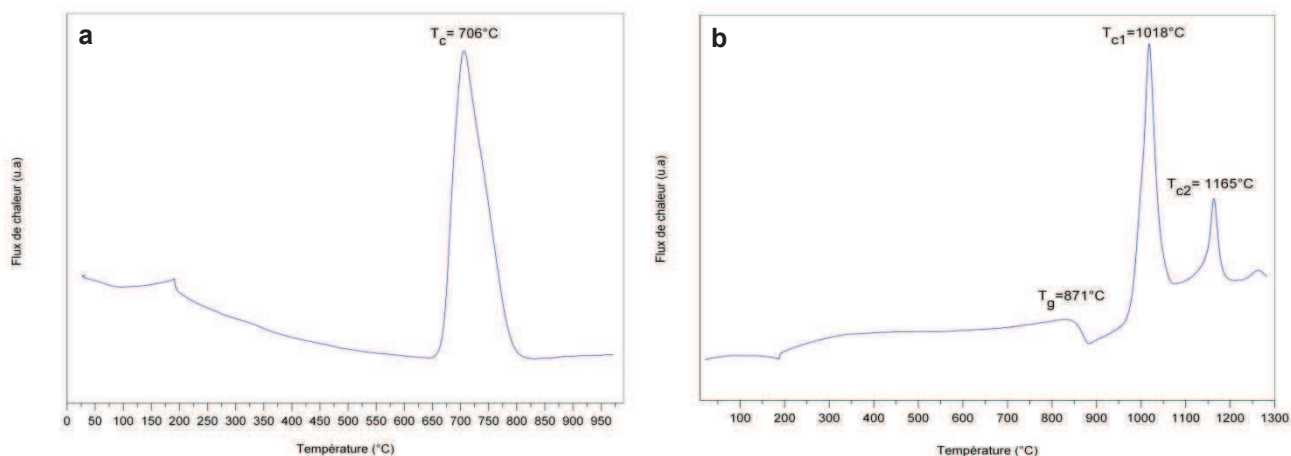 a
T_c= 706°C
Flux de chaleur (u.a)
0 50 100 150 200 250 300 350 400 450 500 550 600 650 700 750 800 850 900 950
Température (°C)
b
T_c1=1018°C
T_c2= 1165°C
T_g=871°C
Flux de chaleur (u.a)
100 200 300 400 500 600 700 800 900 1000 1100 1200 1300
Température (°C)